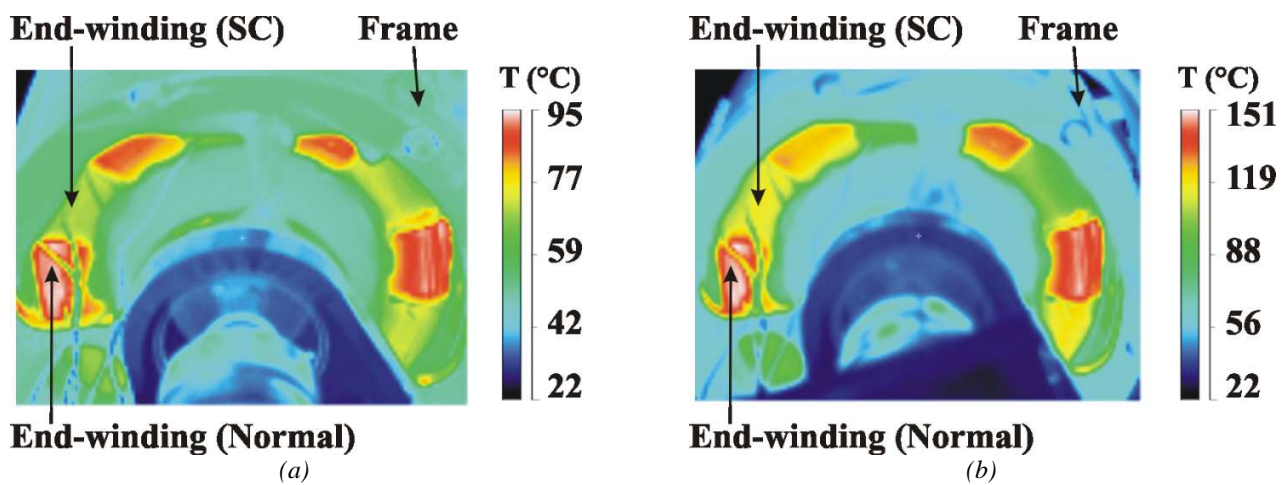 End-winding (SC) Frame
T (°C)
95
77
59
42
22
End-winding (Normal)
(a)
End-winding (SC) Frame
T (°C)
151
119
88
56
22
End-winding (Normal)
(b)